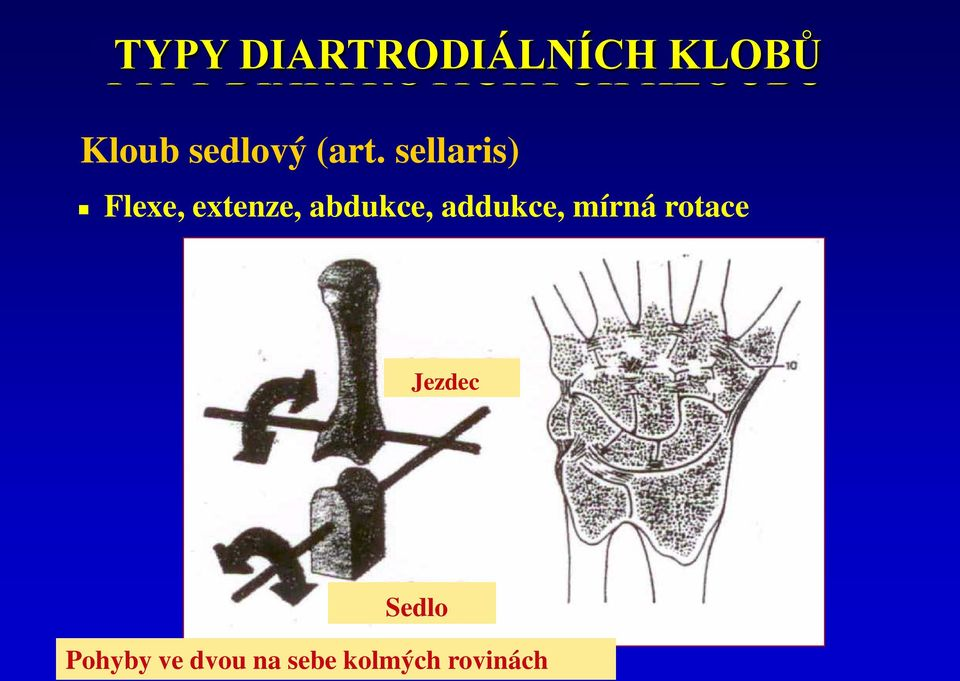 TYPY DIARTRODIÁLNÍCH KLOBŮ
Kloub sedlový (art. sellaris)
Flexe, extenze, abdukce, addukce, mírná rotace
Jezdec
10
Sedlo
Pohyby ve dvou na sebe kolmých rovinách